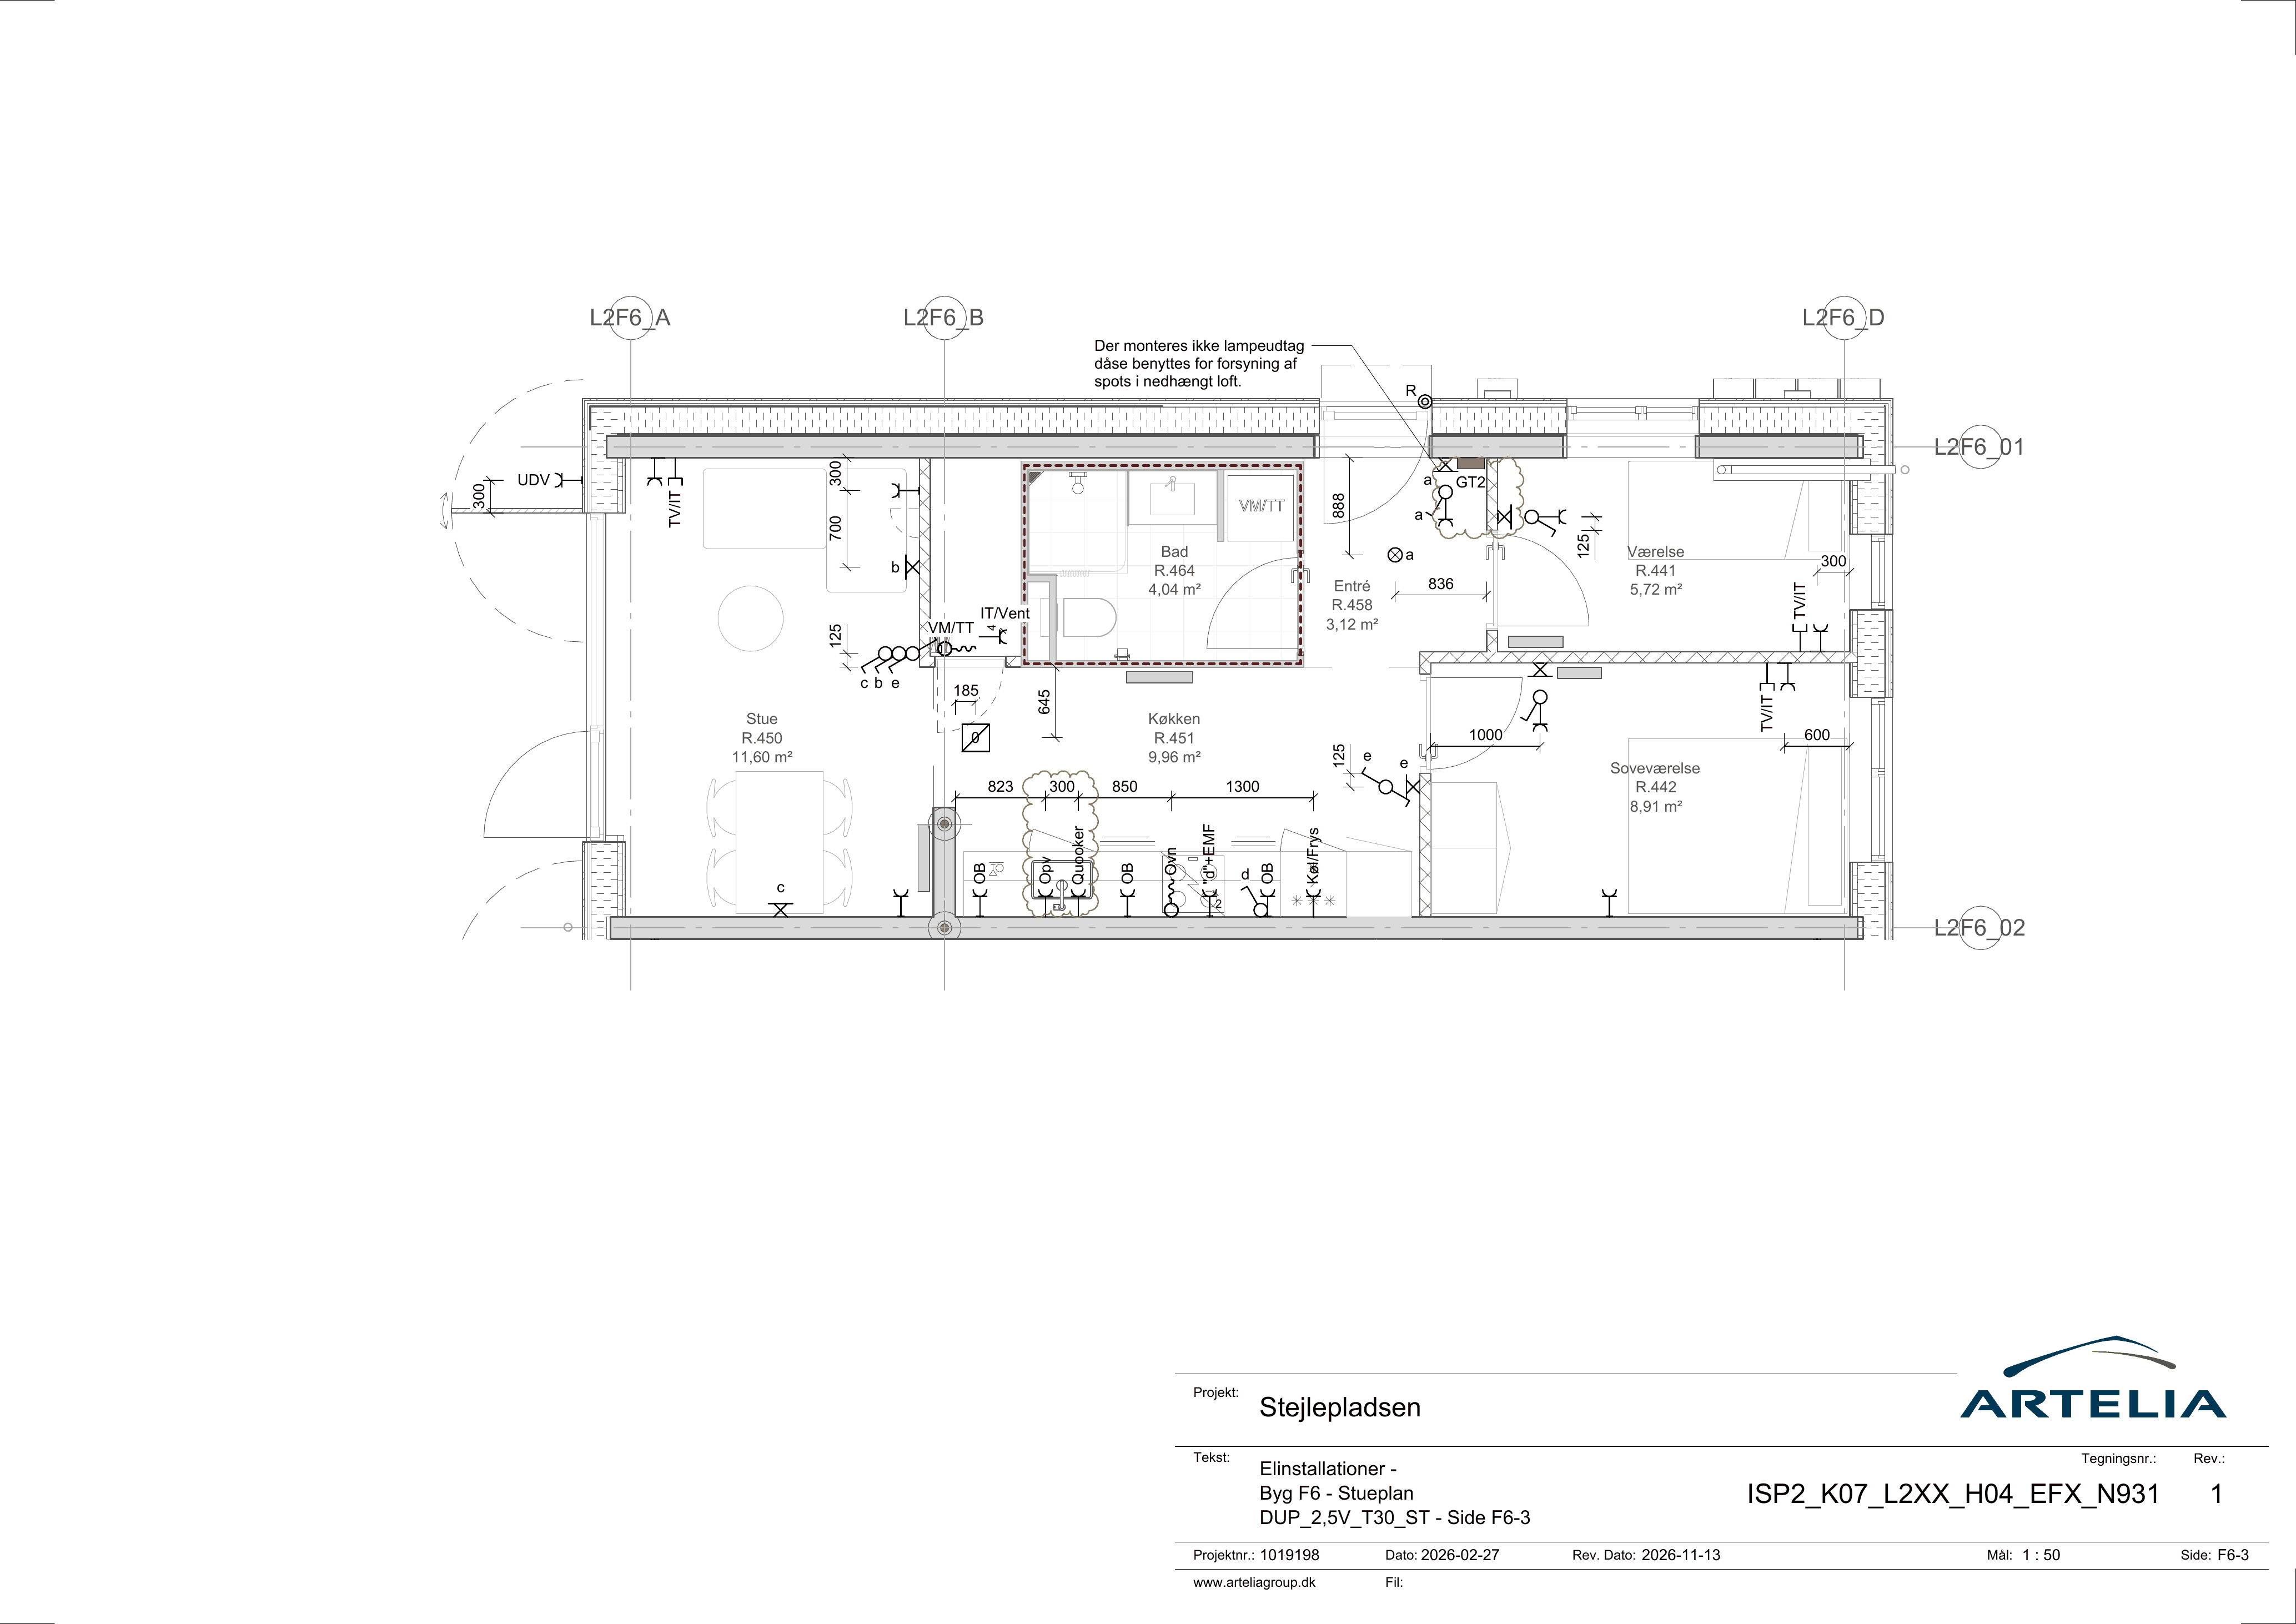 L2F6_A
L2F6_B
L2F6_D
Der monteres ikke lampeudtag
dåse benyttes for forsyning af
spots i nedhængt loft.
R
L2F6_01
UDV
300
TV/IT
300
700
b
VM/TT
888
a
GT2
a
a
836
125
300
TV/IT
Bad
R.464
4,04 m²
Entré
R.458
3,12 m²
Værelse
R.441
5,72 m²
IT/Vent
4
VM/TT
125
c b e
185
0
645
Stue
R.450
11,60 m²
Køkken
R.451
9,96 m²
125
e
e
1000
TV/IT
600
Soveværelse
R.442
8,91 m²
823
300
850
1300
c
OB
Opv
Quooker
OB
Ovn
"d"+EMF
2
d
OB
Køl/Frys
L2F6_02
ARTELIA
Projekt:
Stejlepladsen
Tekst:
Elinstallationer -
Byg F6 - Stueplan
DUP_2,5V_T30_ST - Side F6-3
Tegningsnr.:
Rev.:
ISP2_K07_L2XX_H04_EFX_N931
1
Projektnr.: 1019198
Dato: 2026-02-27
Rev. Dato: 2026-11-13
Mål: 1 : 50
Side: F6-3
www.arteliagroup.dk
Fil: